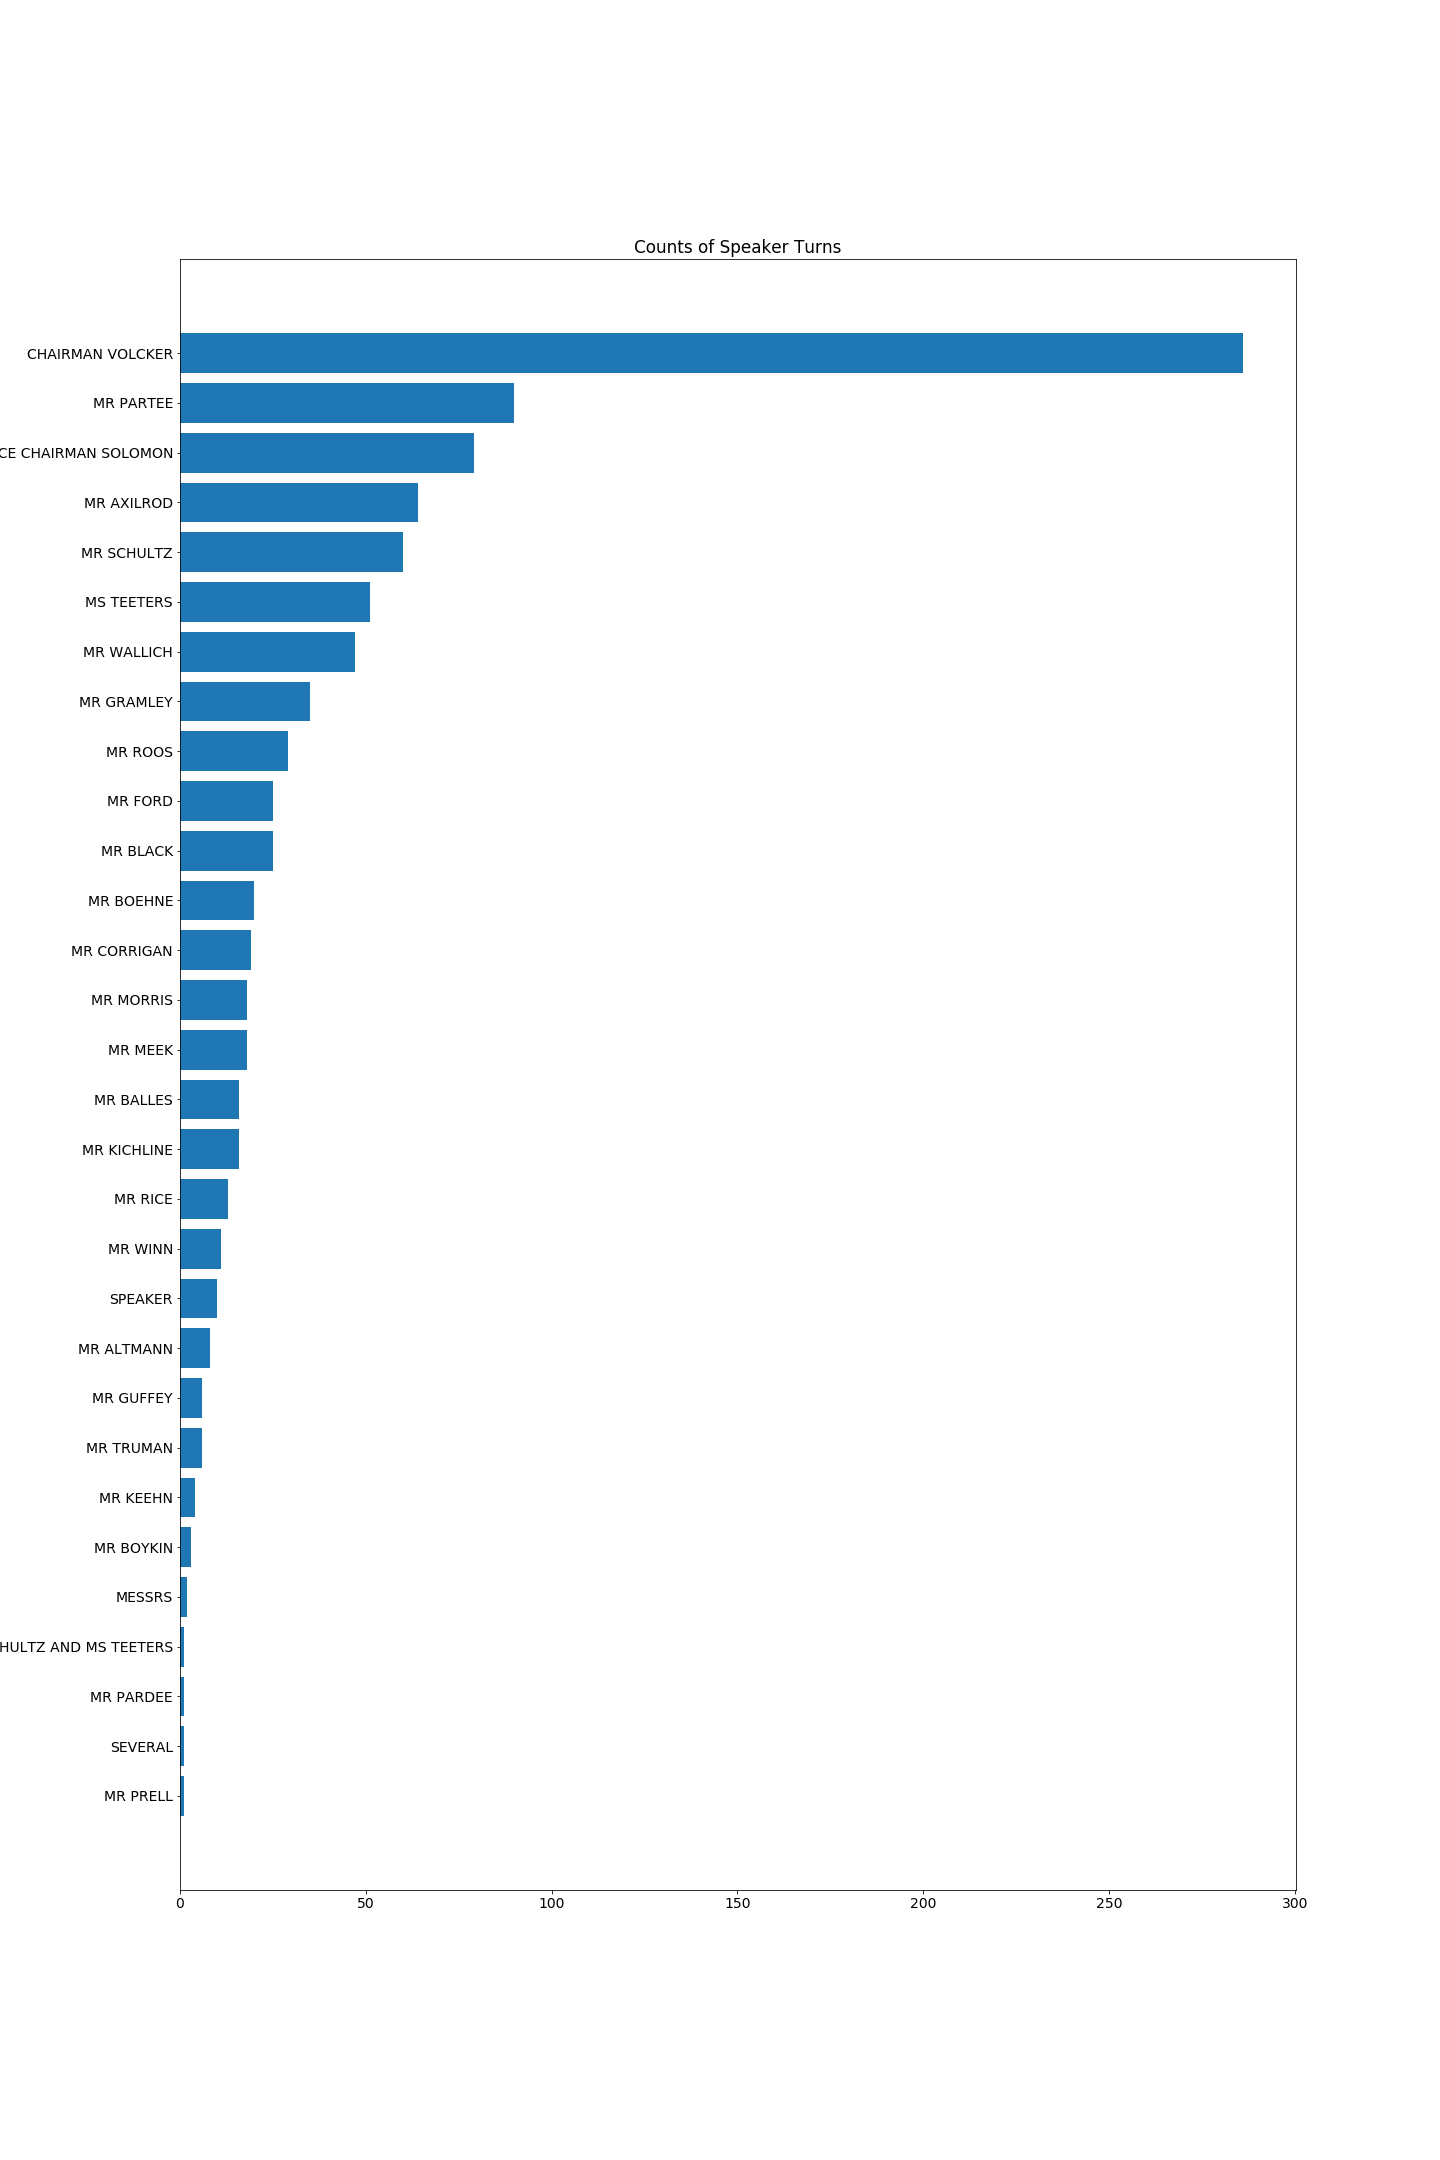 Counts of Speaker Turns
CHAIRMAN VOLCKER
MR PARTEE
CE CHAIRMAN SOLOMON
MR AXILROD
MR SCHULTZ
MS TEETERS
MR WALLICH
MR GRAMLEY
MR ROOS
MR FORD
MR BLACK
MR BOEHNE
MR CORRIGAN
MR MORRIS
MR MEEK
MR BALLES
MR KICHLINE
MR RICE
MR WINN
SPEAKER
MR ALTMANN
MR GUFFEY
MR TRUMAN
MR KEEHN
MR BOYKIN
MESSRS
HULTZ AND MS TEETERS
MR PARDEE
SEVERAL
MR PRELL
0 50 100 150 200 250 300